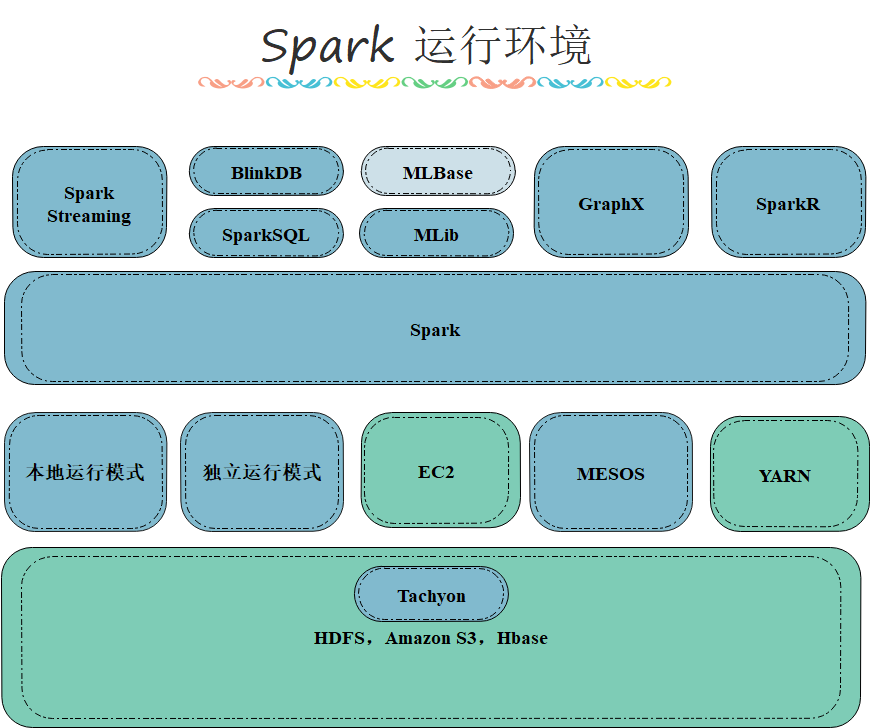 Spark 运行环境
Spark
Streaming
BlinkDB
SparkSQL
MLBase
MLib
GraphX
SparkR
Spark
本地运行模式
独立运行模式
EC2
MESOS
YARN
Tachyon
HDFS，Amazon S3，Hbase